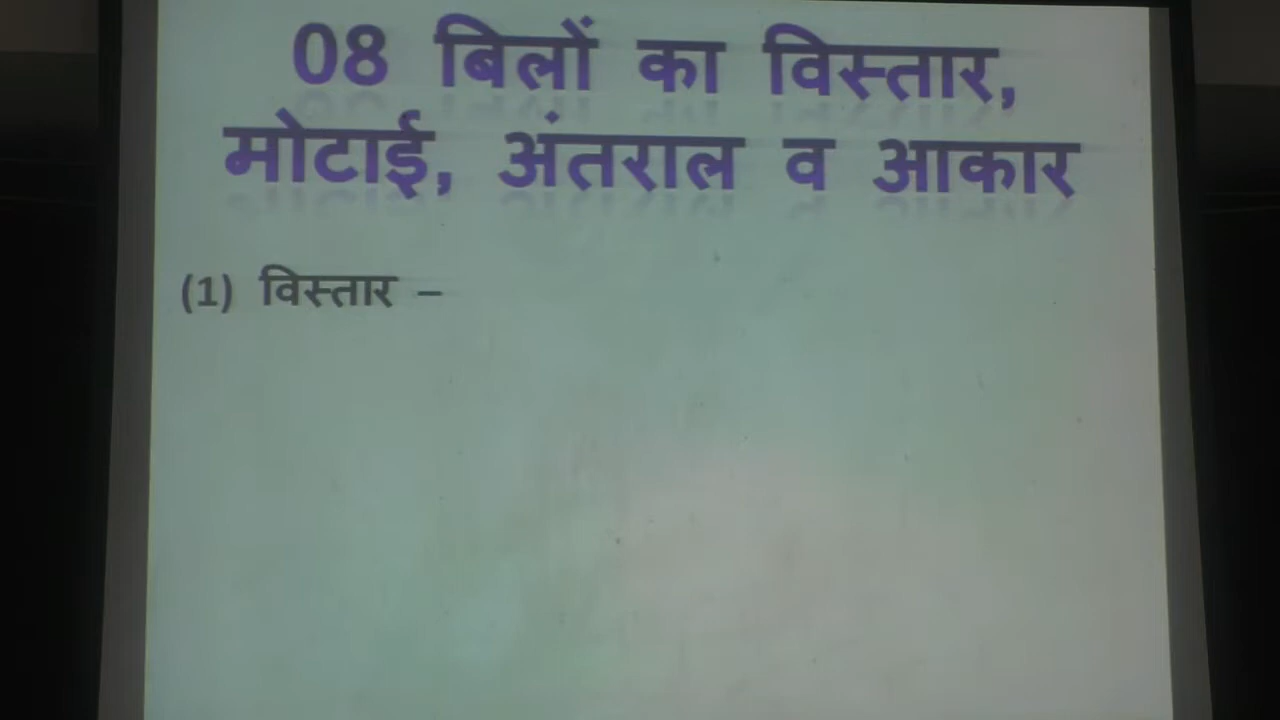 08 बिलों का विस्तार,
मोटाई, अंतराल व आकार
(1) विस्तार –